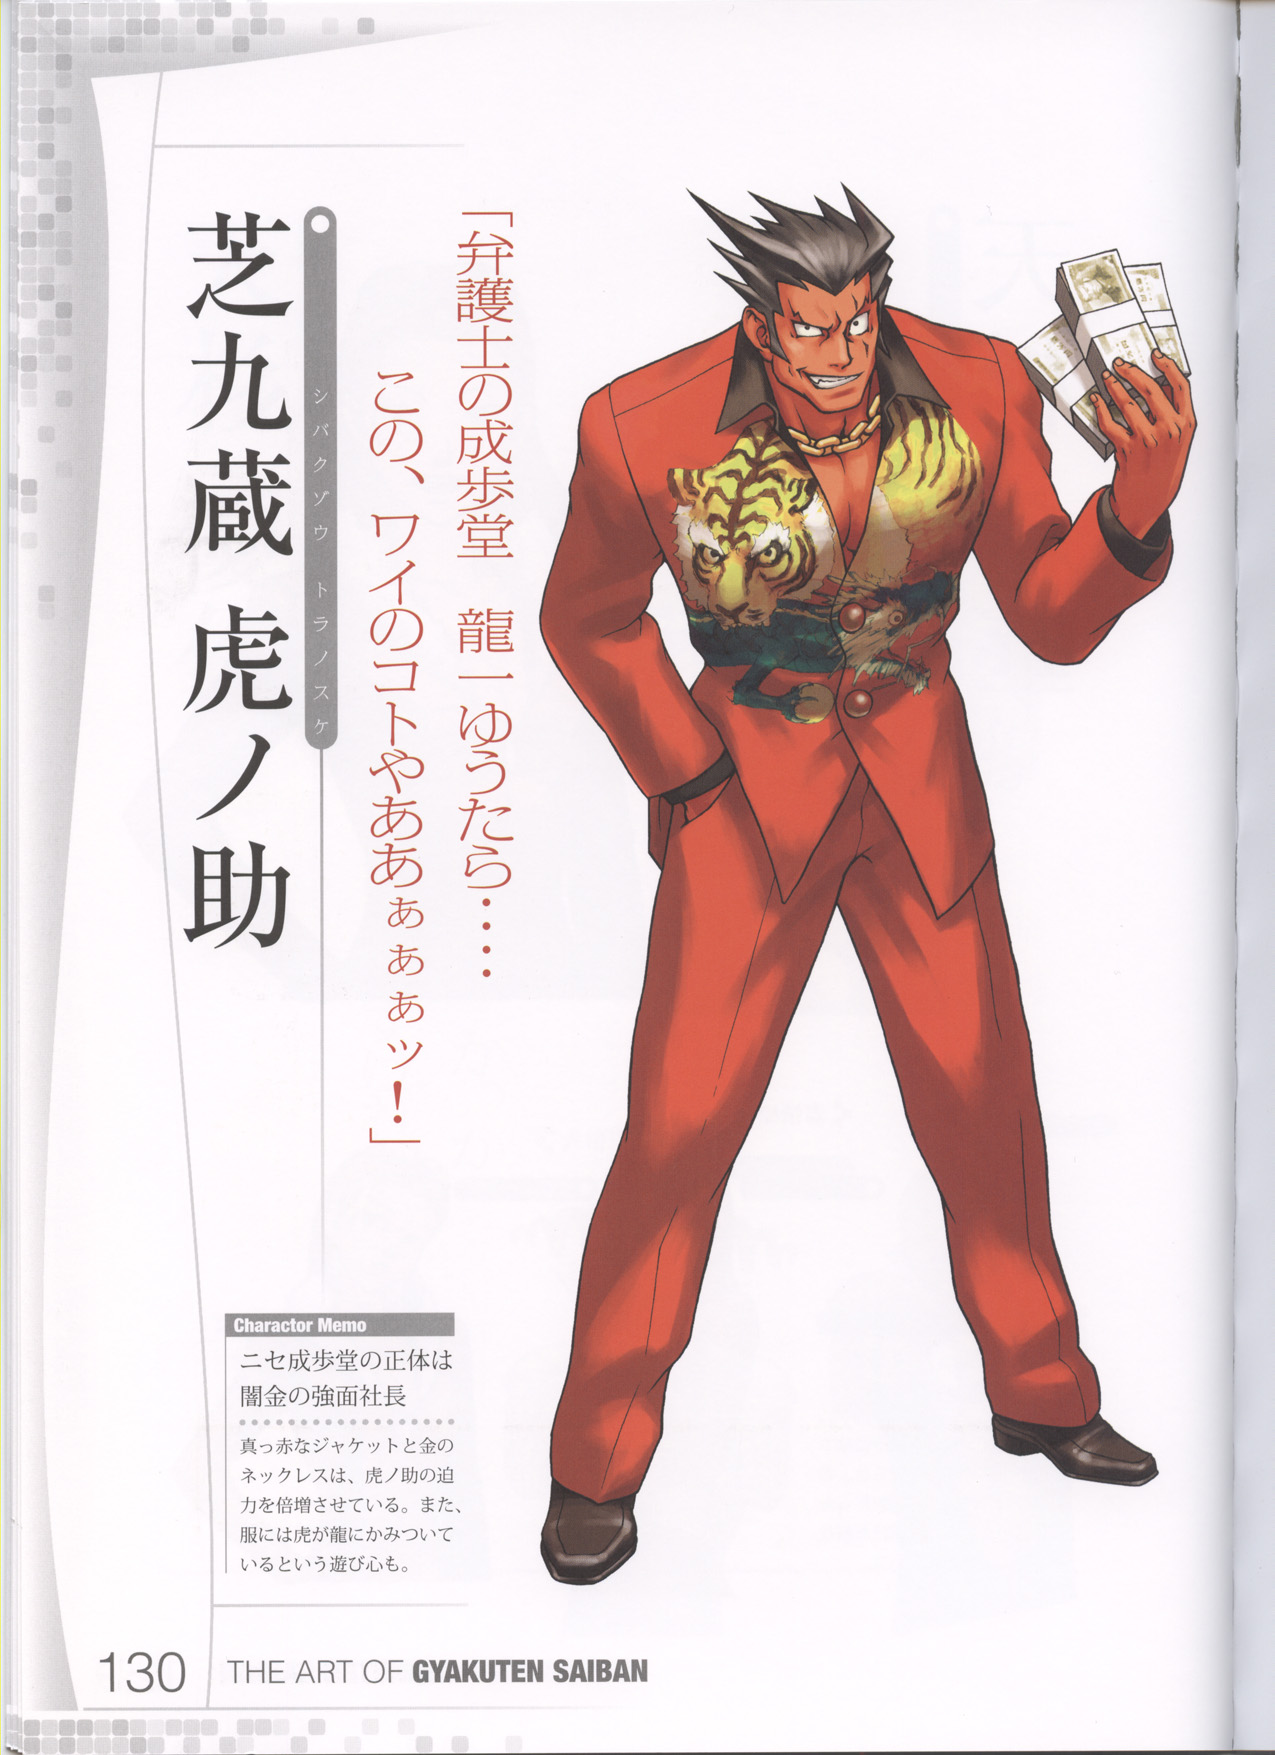 芝九蔵 虎ノ助
シバクゾウ トラノスケ
「弁護士の成歩堂 龍一ゆうたら‥‥
この、ワイのコトやああぁぁぁッ！」
Charactor Memo
ニセ成歩堂の正体は
闇金の強面社長
真っ赤なジャケットと金の
ネックレスは、虎ノ助の迫
力を倍増させている。また、
服には虎が龍にかみついて
いるという遊び心も。
130 THE ART OF GYAKUTEN SAIBAN